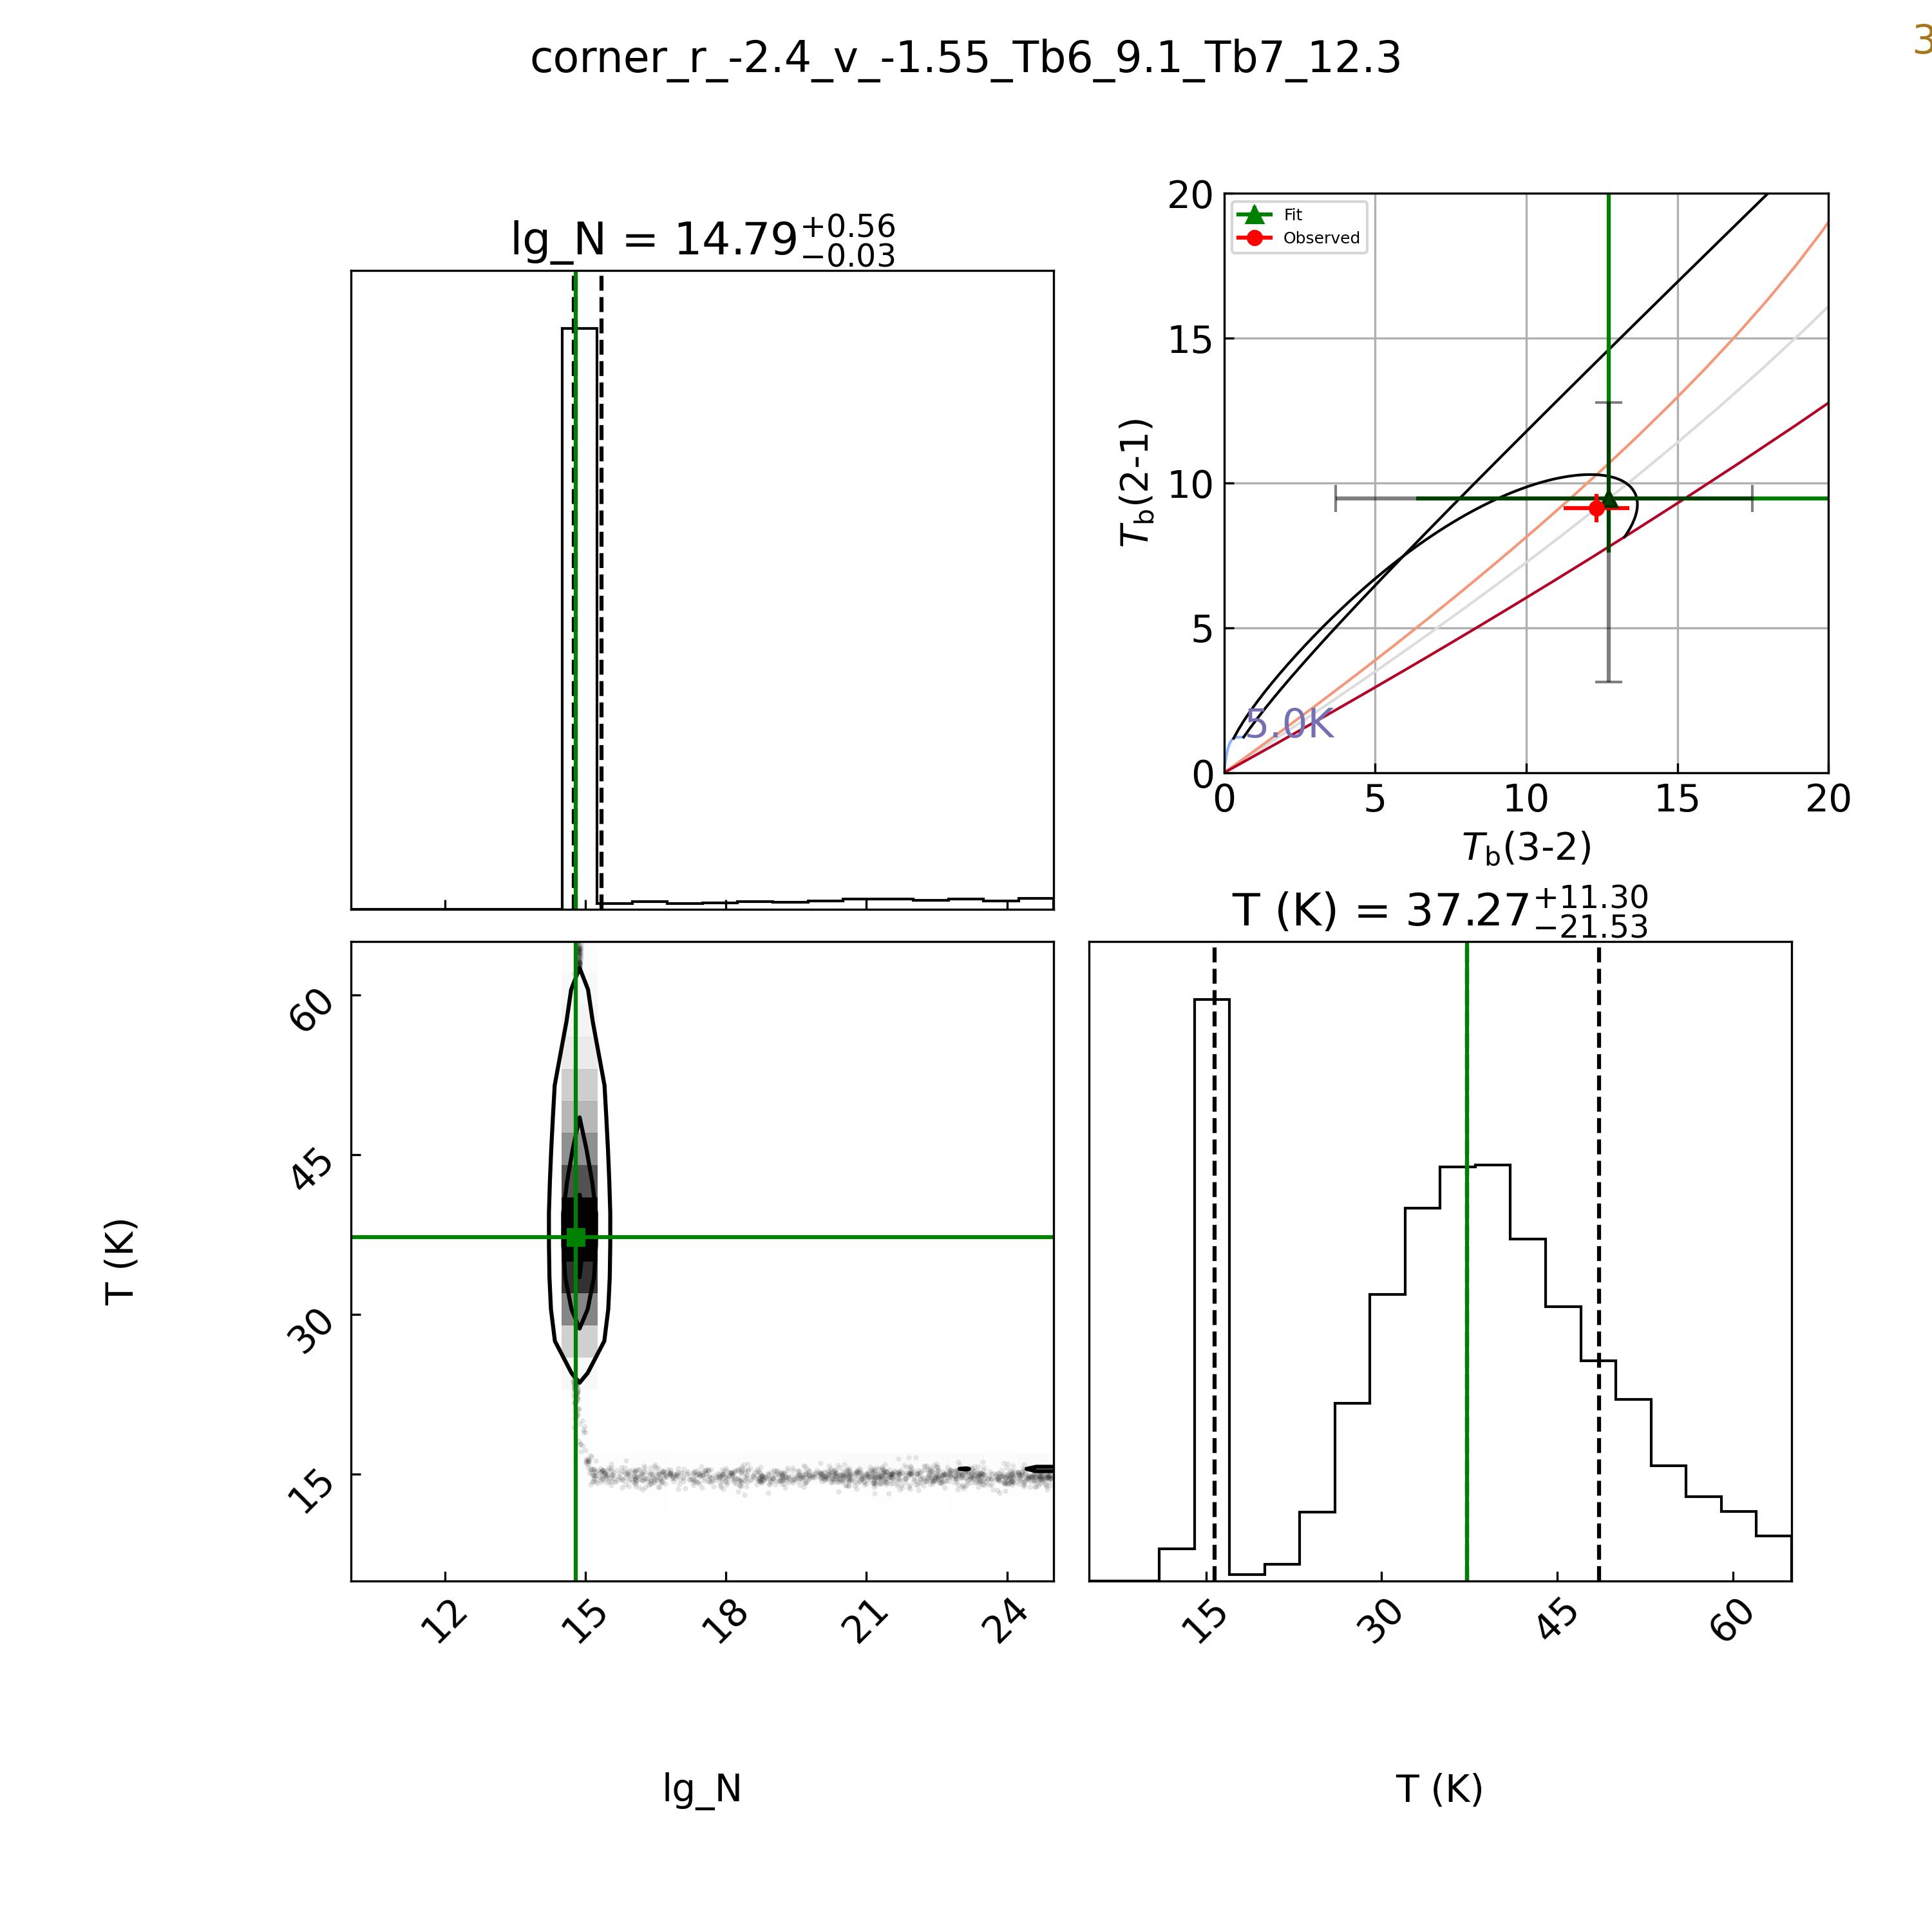 corner_r_-2.4_v_-1.55_Tb6_9.1_Tb7_12.3
3
lg_N = 14.79+0.56−0.03
20
15
10
5
0
Tb(2-1)
Fit
Observed
5.0K
0 5 10 15 20
Tb(3-2)
T (K) = 37.27+11.30−21.53
60
45
30
15
T (K)
12 15 18 21 24
15 30 45 60
lg_N
T (K)